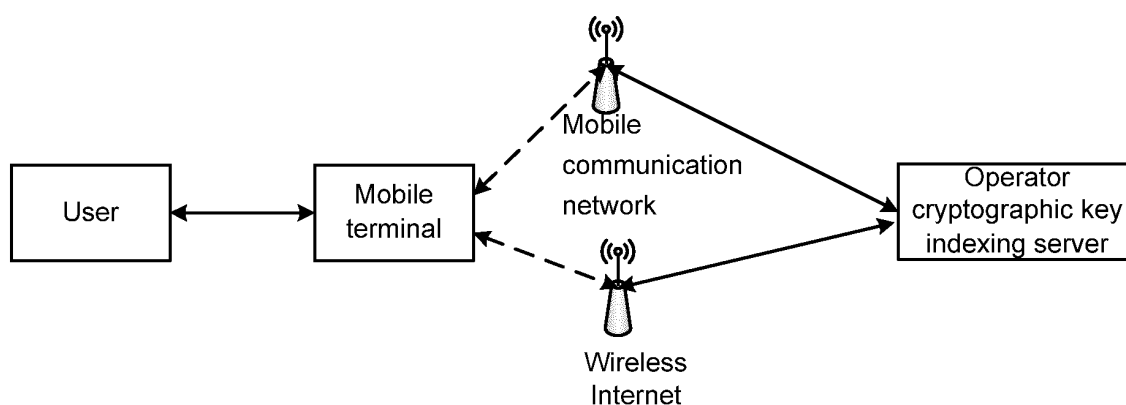 User
Mobile
terminal
Mobile
communication
network
Wireless
Internet
Operator
cryptographic key
indexing server